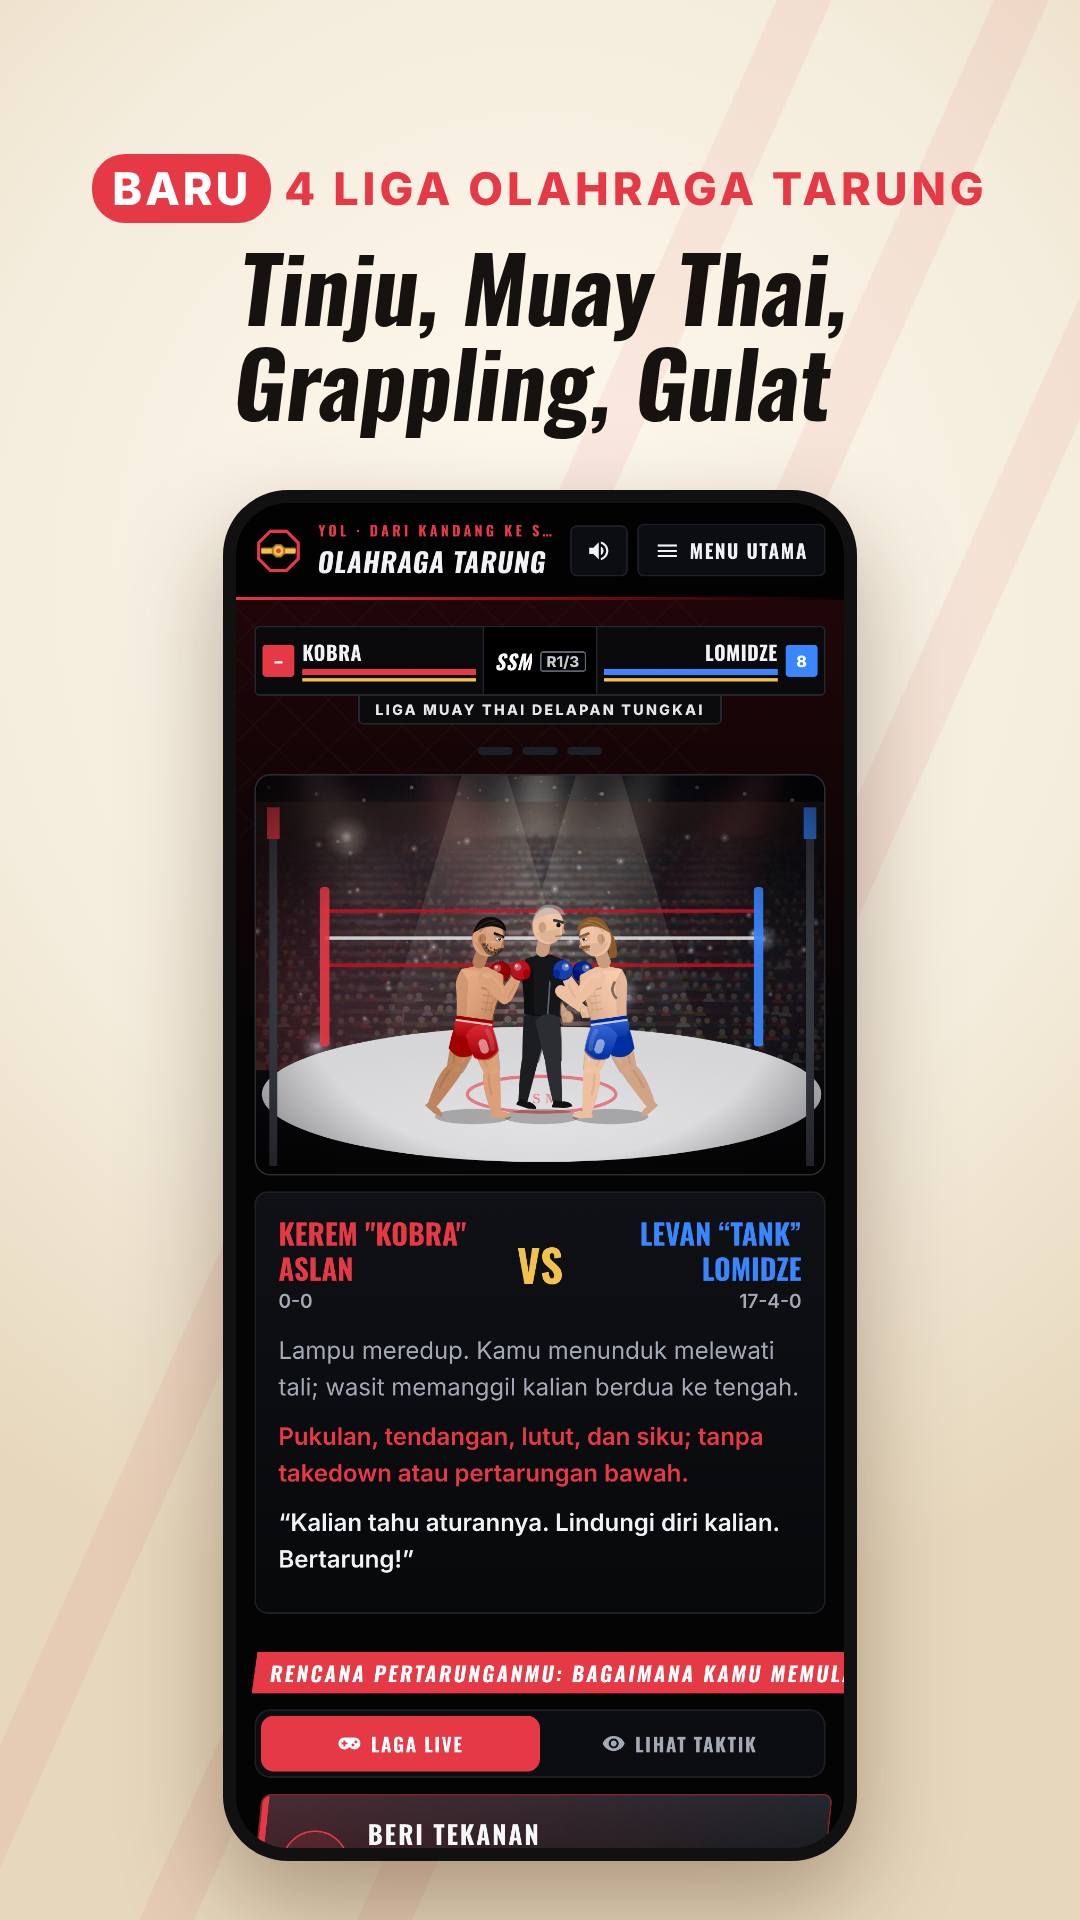 BARU 4 LIGA OLAHRAGA TARUNG
Tinju, Muay Thai,
Grappling, Gulat
YOL · DARI KANDANG KE S…
OLAHRAGA TARUNG
MENU UTAMA
- KOBRA
SSM R1/3
LOMIDZE 8
LIGA MUAY THAI DELAPAN TUNGKAI
KEREM "KOBRA"
ASLAN
0-0
VS
LEVAN “TANK”
LOMIDZE
17-4-0
Lampu meredup. Kamu menunduk melewati
tali; wasit memanggil kalian berdua ke tengah.
Pukulan, tendangan, lutut, dan siku; tanpa
takedown atau pertarungan bawah.
“Kalian tahu aturannya. Lindungi diri kalian.
Bertarung!”
RENCANA PERTARUNGANMU: BAGAIMANA KAMU MEMUL
LAGA LIVE
LIHAT TAKTIK
BERI TEKANAN